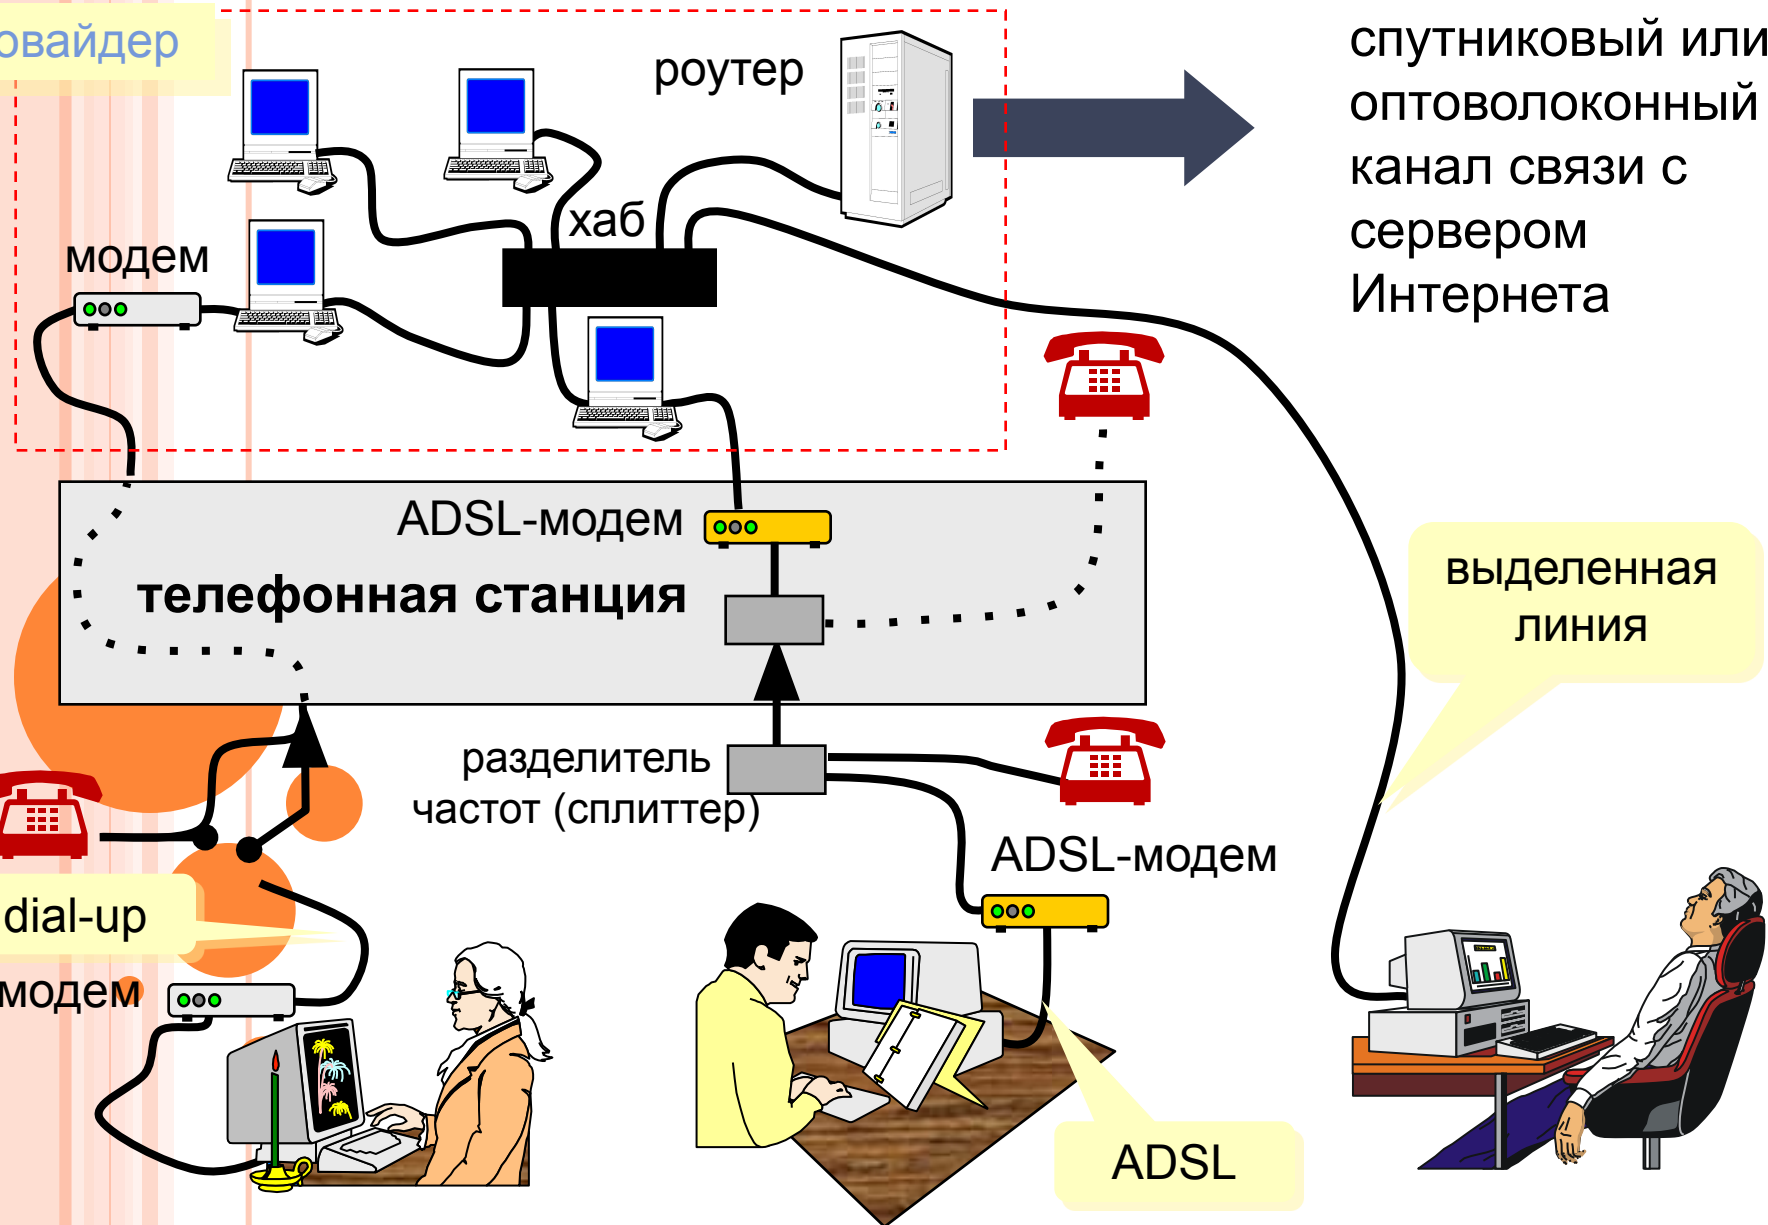 овайдер
роутер
спутниковый или
оптоволоконный
канал связи с
сервером
Интернета
хаб
модем
ADSL-модем
телефонная станция
выделенная
линия
разделитель
частот (сплиттер)
ADSL-модем
dial-up
модем
ADSL